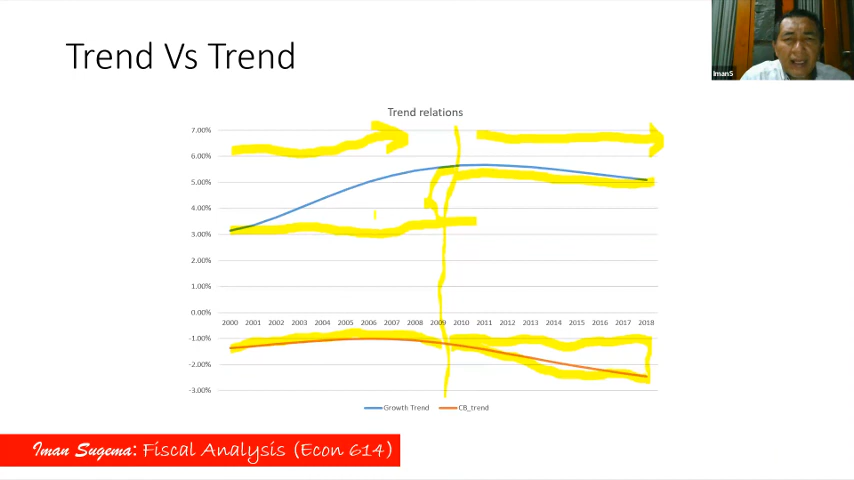 Trend Vs Trend
ImanS
Trend relations
7.00%
6.00%
5.00%
4.00%
3.00%
2.00%
1.00%
0.00%
2000 2001 2002 2003 2004 2005 2006 2007 2008 2009 2010 2011 2012 2013 2014 2015 2016 2017 2018
-1.00%
-2.00%
-3.00%
Growth Trend CB_trend
Iman Sugema: Fiscal Analysis (Econ 614)